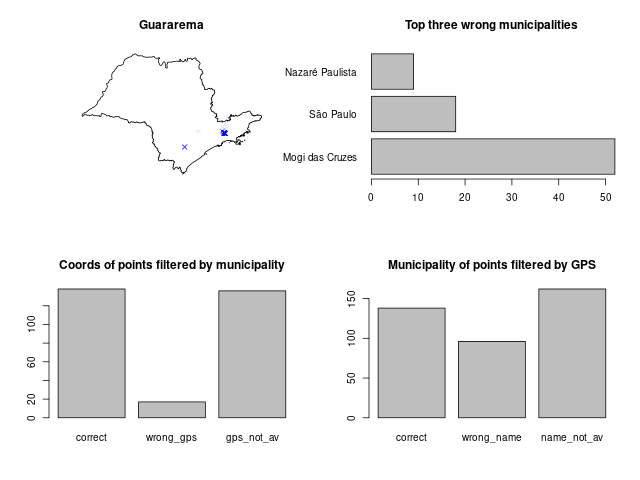 Guararema
Top three wrong municipalities
Nazaré Paulista
São Paulo
Mogi das Cruzes
0 10 20 30 40 50
Coords of points filtered by municipality
0 20 60 100
correct wrong_gps gps_not_av
Municipality of points filtered by GPS
0 50 100 150
correct wrong_name name_not_av